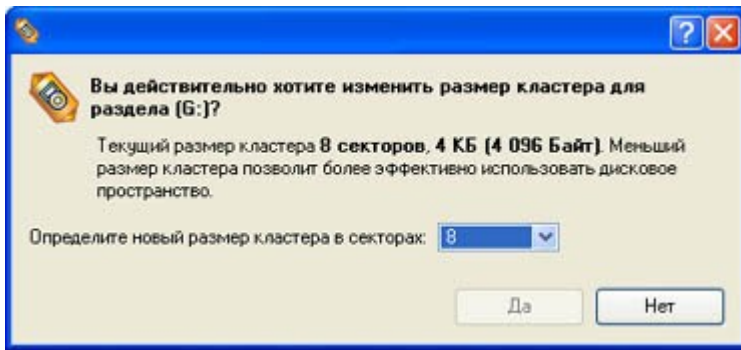 Вы действительно хотите изменить размер кластера для
раздела (G:)?
Текущий размер кластера 8 секторов, 4 КБ (4 096 Байт). Меньший
размер кластера позволит более эффективно использовать дисковое
пространство.
Определите новый размер кластера в секторах: 8
Да Нет